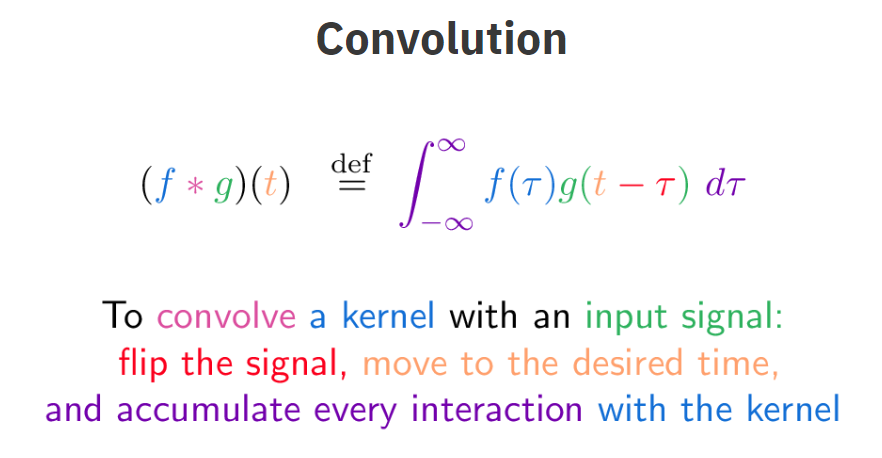 Convolution
(f * g)(t) def= ∫_{-∞}^{∞} f(τ)g(t − τ) dτ
To convolve a kernel with an input signal:
flip the signal, move to the desired time,
and accumulate every interaction with the kernel